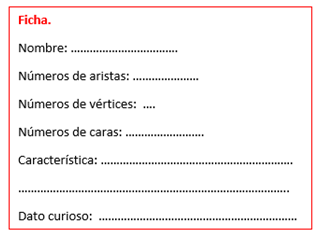 Ficha.
Nombre: ……………………………….
Números de aristas: …………………
Números de vértices:  ….
Números de caras: …………………….
Característica: …………………………………………………….
…………………………………………………………………………….
Dato curioso:  ………………………………………………………